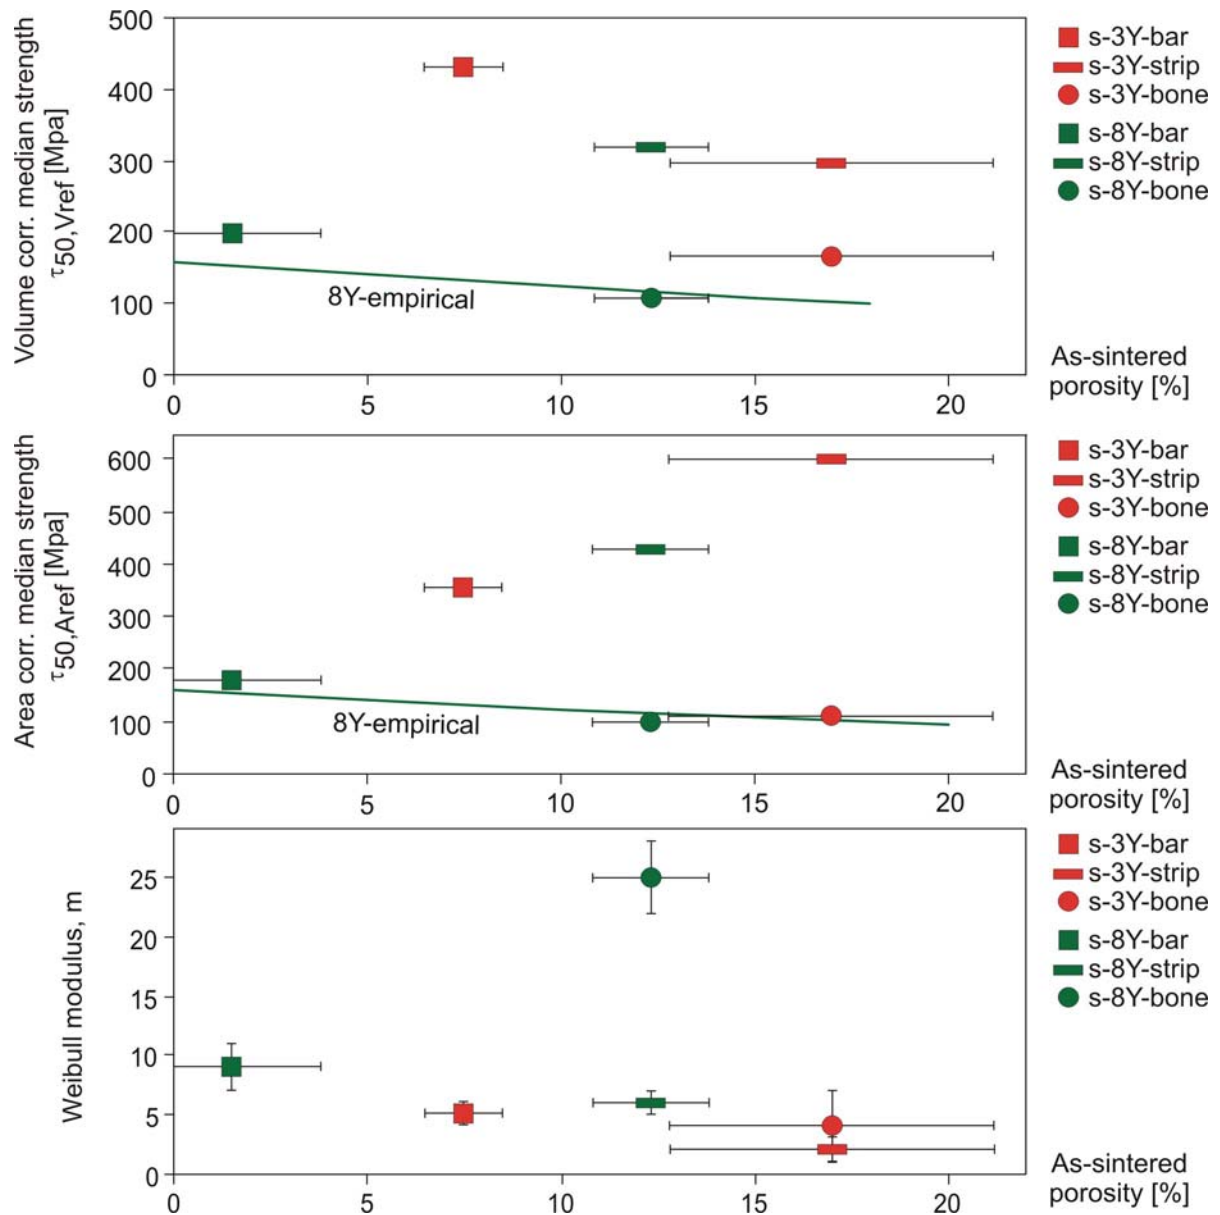 500
400
300
200
100
0
Volume corr. median strength
τ50,Vref [Mpa]
8Y-empirical
0 5 10 15 20
As-sintered
porosity [%]
s-3Y-bar
s-3Y-strip
s-3Y-bone
s-8Y-bar
s-8Y-strip
s-8Y-bone
600
500
400
300
200
100
0
Area corr. median strength
τ50,Aref [Mpa]
8Y-empirical
0 5 10 15 20
As-sintered
porosity [%]
s-3Y-bar
s-3Y-strip
s-3Y-bone
s-8Y-bar
s-8Y-strip
s-8Y-bone
25
20
15
10
5
0
Weibull modulus, m
0 5 10 15 20
As-sintered
porosity [%]
s-3Y-bar
s-3Y-strip
s-3Y-bone
s-8Y-bar
s-8Y-strip
s-8Y-bone